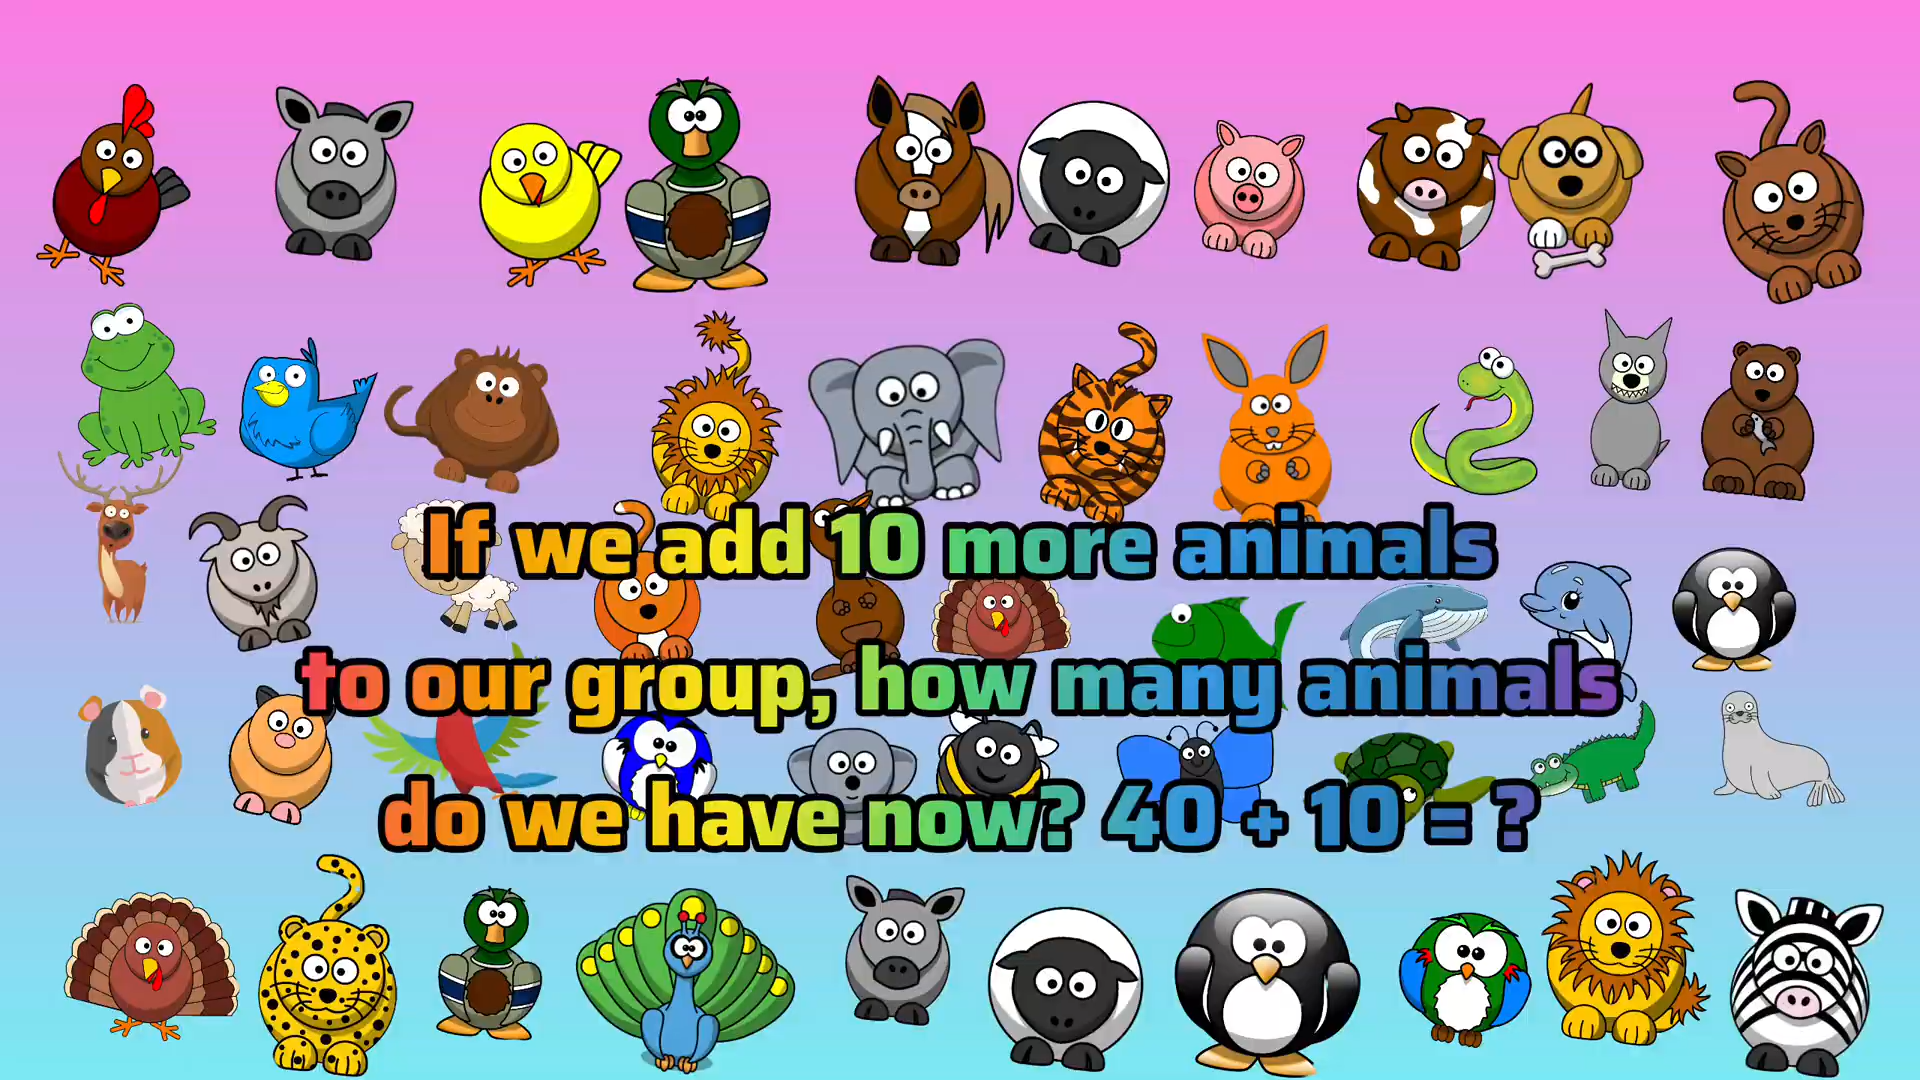 If we add 10 more animals
to our group, how many animals
do we have now? 40 + 10 = ?